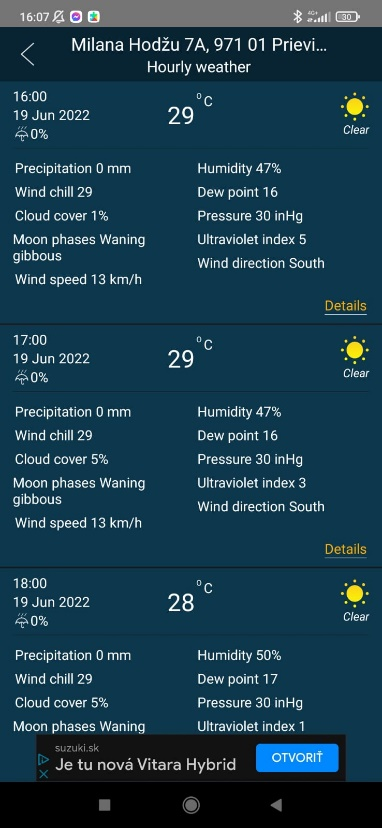 16:07 4G+ 30
Milana Hodžu 7A, 971 01 Prievi...
Hourly weather
16:00
19 Jun 2022
0%
29 °C
Clear
Precipitation 0 mm
Wind chill 29
Cloud cover 1%
Moon phases Waning
gibbous
Wind speed 13 km/h
Humidity 47%
Dew point 16
Pressure 30 inHg
Ultraviolet index 5
Wind direction South
Details
17:00
19 Jun 2022
0%
29 °C
Clear
Precipitation 0 mm
Wind chill 29
Cloud cover 5%
Moon phases Waning
gibbous
Wind speed 13 km/h
Humidity 47%
Dew point 16
Pressure 30 inHg
Ultraviolet index 3
Wind direction South
Details
18:00
19 Jun 2022
0%
28 °C
Clear
Precipitation 0 mm
Wind chill 29
Cloud cover 5%
Moon phases Waning
Humidity 50%
Dew point 17
Pressure 30 inHg
Ultraviolet index 1
suzuki.sk
Je tu nová Vitara Hybrid
OTVORIŤ